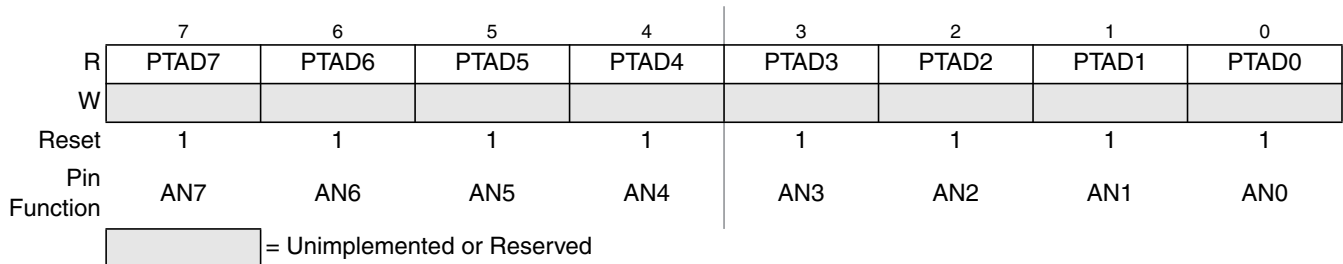 7 6 5 4 3 2 1 0
R PTAD7 PTAD6 PTAD5 PTAD4 PTAD3 PTAD2 PTAD1 PTAD0
W
Reset 1 1 1 1 1 1 1 1
Pin
Function AN7 AN6 AN5 AN4 AN3 AN2 AN1 AN0
= Unimplemented or Reserved